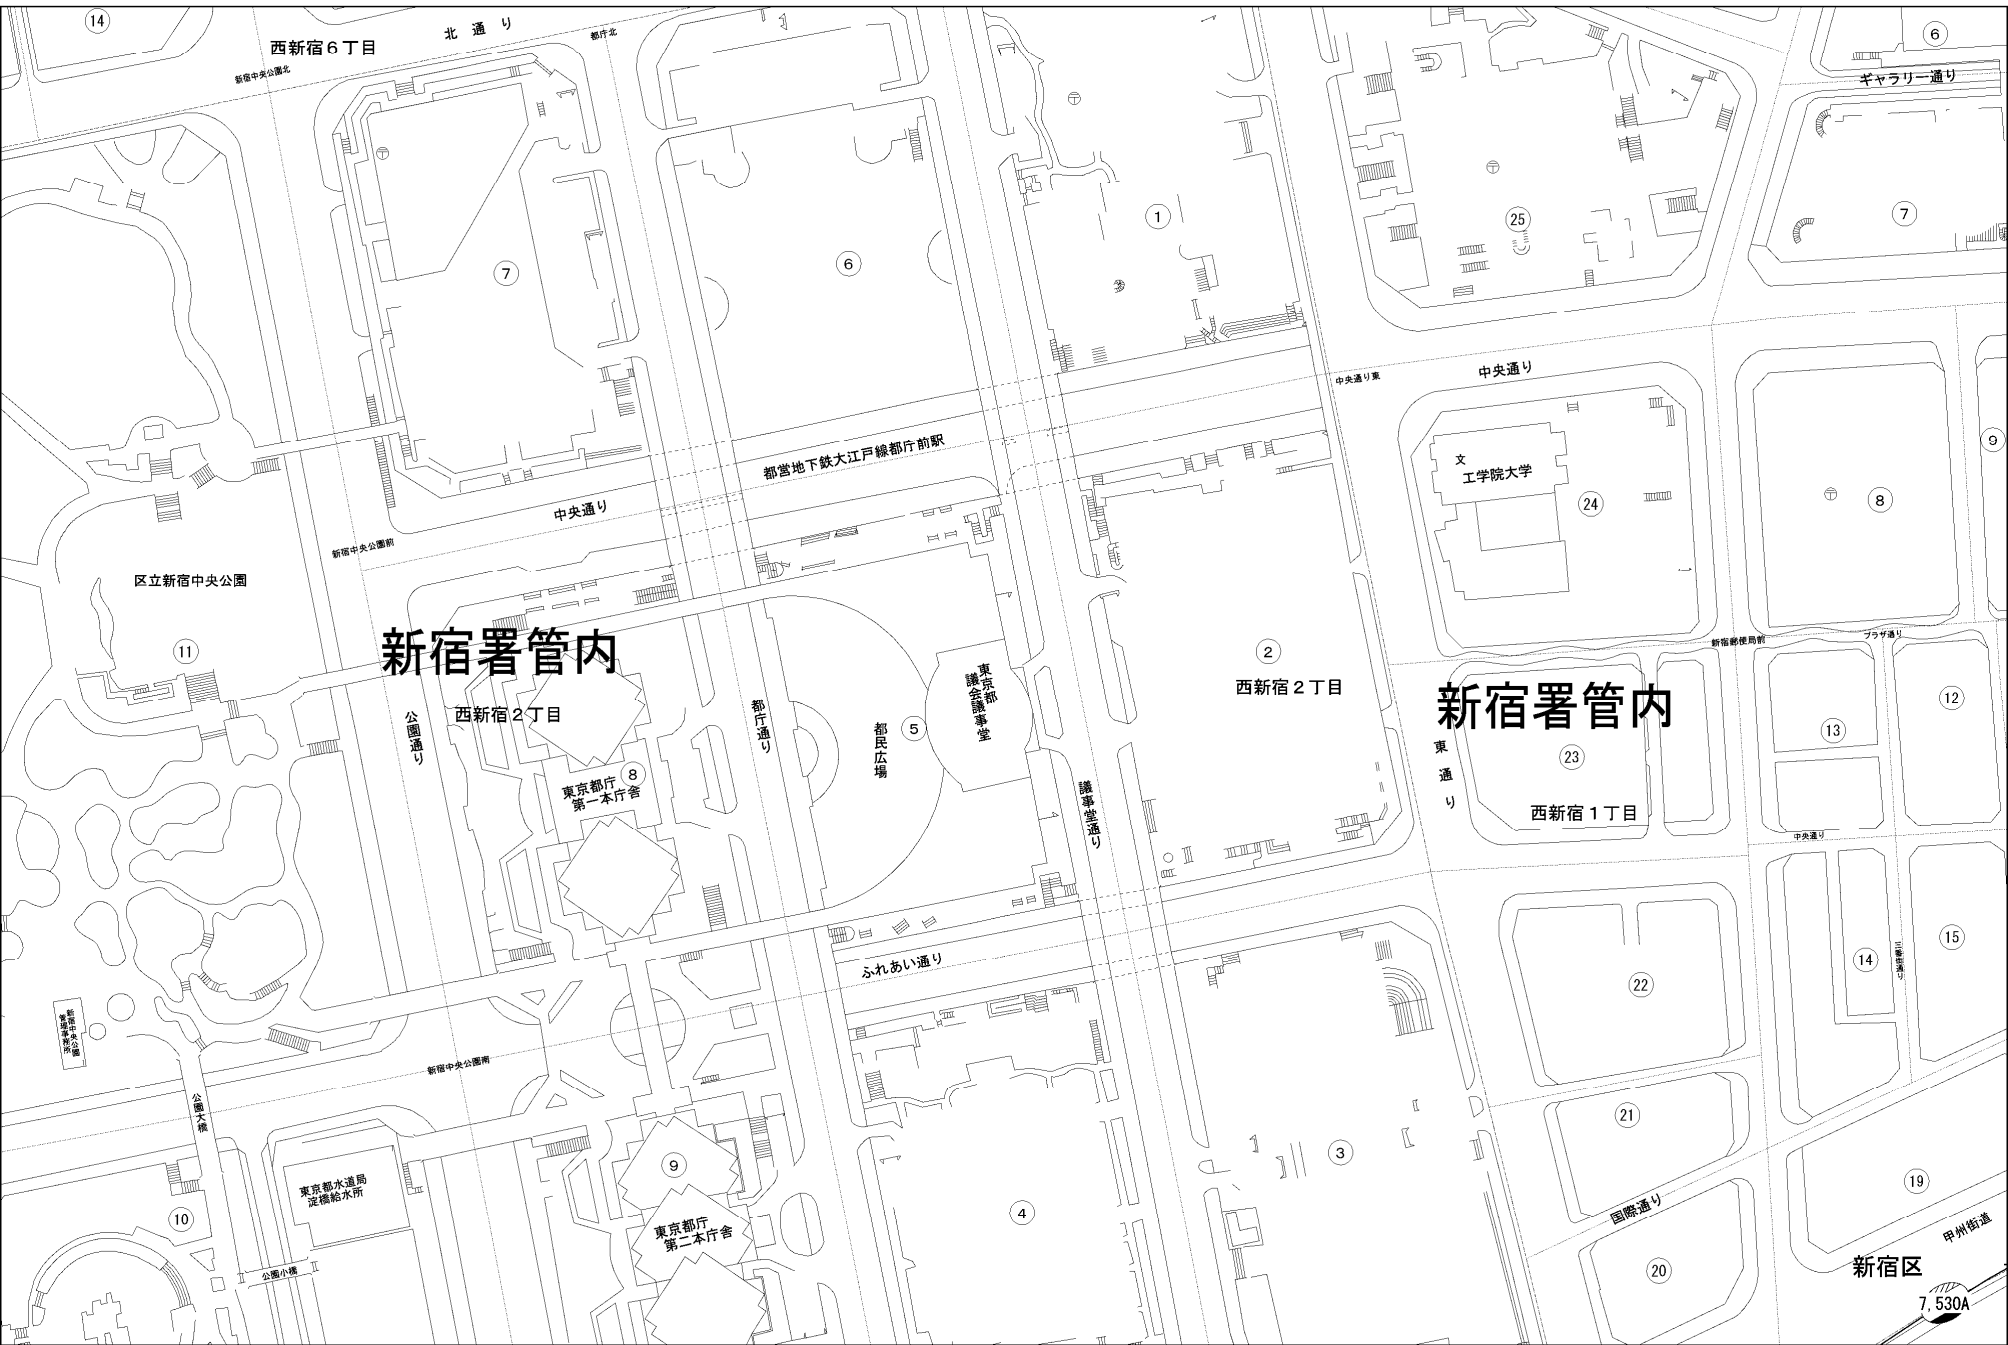 14
西新宿6丁目
北通り
都庁北
新宿中央公園北
6
ギャラリー通り
7
6
1
25
7
中央通り東
中央通り
都営地下鉄大江戸線都庁前駅
9
文
工学院大学
24
8
中央通り
新宿中央公園前
区立新宿中央公園
11
新宿署管内
西新宿2丁目
公園通り
都庁通り
都民広場
5
東京都
議会議事堂
2
西新宿2丁目
新宿郵便局前
プラザ通り
新宿署管内
東通り
23
西新宿1丁目
13
12
8
東京都庁
第一本庁舎
議事堂通り
中央通り
ふれあい通り
22
14
三番街通り
15
新宿中央公園
管理事務所
新宿中央公園南
公園大橋
21
東京都水道局
淀橋給水所
10
公園小橋
9
東京都庁
第二本庁舎
4
3
国際通り
19
甲州街道
20
新宿区
7,530A